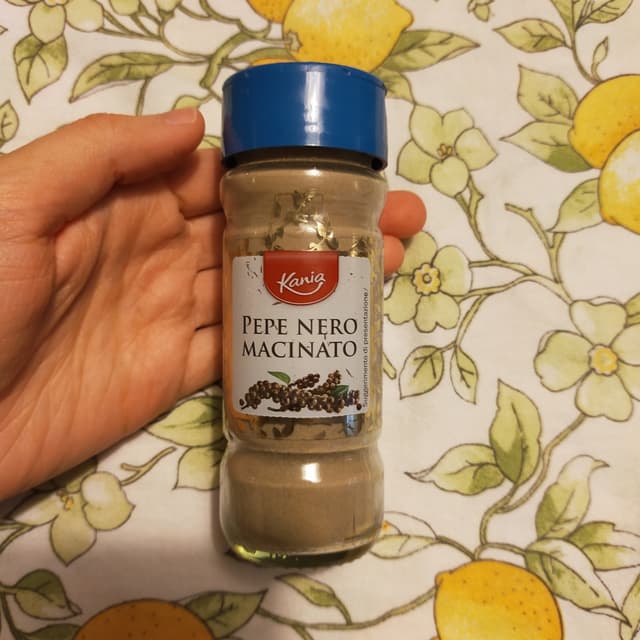 Kania
PEPE NERO
MACINATO
Suggerimento di presentazione